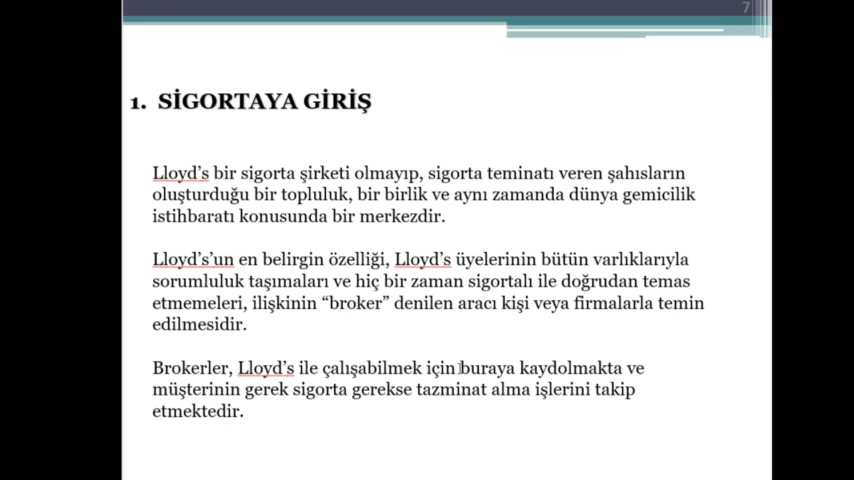 7
1. SİGORTAYA GİRİŞ
Lloyd's bir sigorta şirketi olmayıp, sigorta teminatı veren şahısların
oluşturduğu bir topluluk, bir birlik ve aynı zamanda dünya gemicilik
istihbaratı konusunda bir merkezdir.
Lloyd's'un en belirgin özelliği, Lloyd's üyelerinin bütün varlıklarıyla
sorumluluk taşımaları ve hiç bir zaman sigortalı ile doğrudan temas
etmemeleri, ilişkinin “broker” denilen aracı kişi veya firmalarla temin
edilmesidir.
Brokerler, Lloyd's ile çalışabilmek için buraya kaydolmakta ve
müşterinin gerek sigorta gerekse tazminat alma işlerini takip
etmektedir.